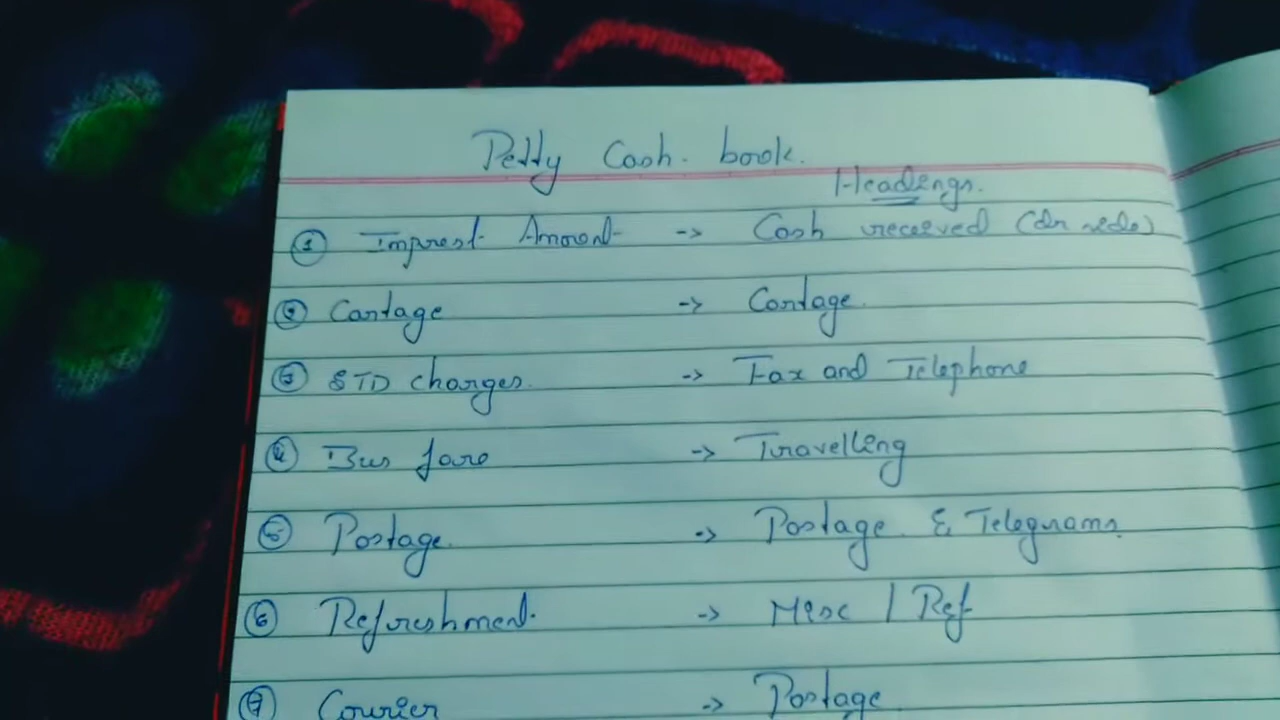 Petty Cash. book.
Headings.
① Imprest Amount -> Cash received (dr side)
② Cartage -> Cartage.
③ STD charges. -> Fax and Telephone
④ Bus fare -> Travelling
⑤ Postage. -> Postage & Telegrams.
⑥ Refreshment. -> Misc / Ref
⑦ Courier -> Postage